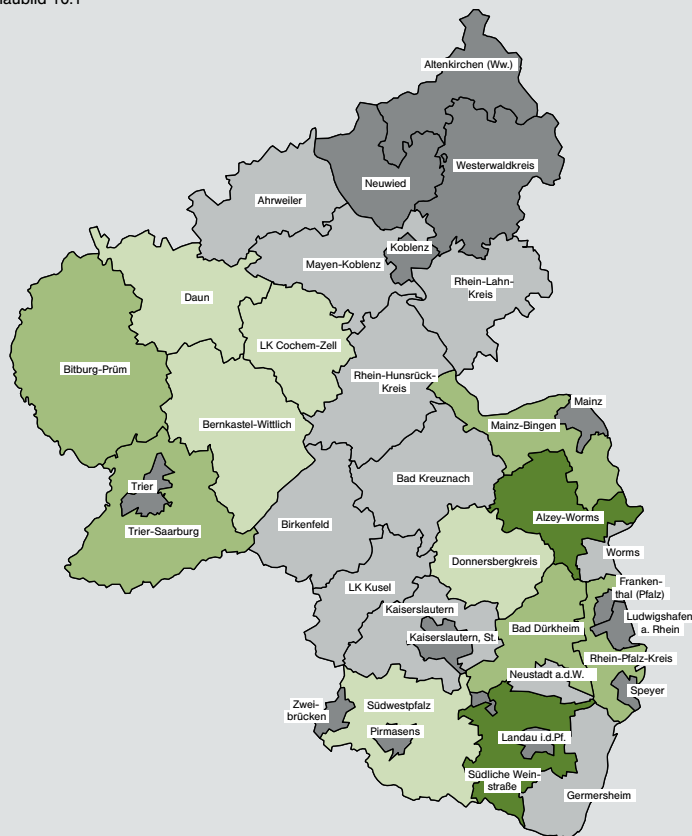 Altenkirchen (Ww.)
Westerwaldkreis
Neuwied
Ahrweiler
Koblenz
Mayen-Koblenz
Rhein-Lahn-
Kreis
Daun
LK Cochem-Zell
Bitburg-Prüm
Rhein-Hunsrück-
Kreis
Mainz
Bernkastel-Wittlich
Mainz-Bingen
Bad Kreuznach
Trier
Alzey-Worms
Birkenfeld
Trier-Saarburg
Worms
Donnersbergkreis
LK Kusel
Franken-
thal (Pfalz)
Kaiserslautern
Ludwigshafen
a. Rhein
Bad Dürkheim
Kaiserslautern, St.
Rhein-Pfalz-Kreis
Neustadt a.d.W.
Speyer
Zwei-
brücken
Südwestpfalz
Pirmasens
Landau i.d.Pf.
Südliche Wein-
straße
Germersheim